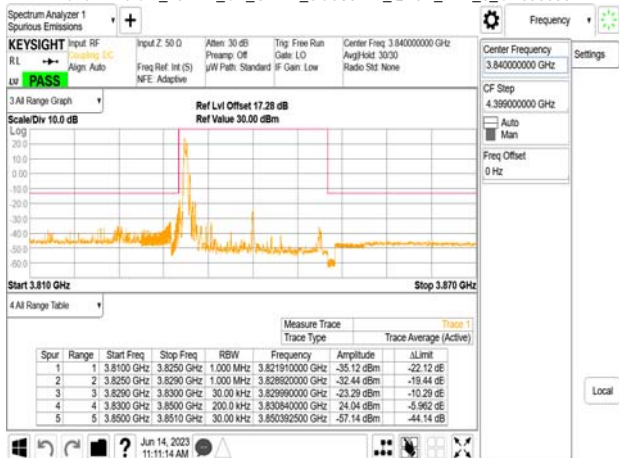 Spectrum Analyzer 1
Spurious Emissions
+
Frequency
KEYSIGHT Input: RF Input Z: 50 Ω Atten: 30 dB Trig: Free Run Center Freq: 3.840000000 GHz
RL Coupling: DC Preamp: Off Gate: LO Avg|Hold: 30/30
Align: Auto Freq Ref: Int (S) µW Path: Standard IF Gain: Low Radio Std: None
LV PASS NFE: Adaptive
Center Frequency
3.840000000 GHz
Settings
CF Step
4.399000000 GHz
Auto
Man
Freq Offset
0 Hz
3 All Range Graph
Ref Lvl Offset 17.28 dB
Scale/Div 10.0 dB Ref Value 30.00 dBm
Log
20.0
10.0
0.00
-10.0
-20.0
-30.0
-40.0
-50.0
-60.0
Start 3.810 GHz Stop 3.870 GHz
4 All Range Table
Measure Trace Trace 1
Trace Type Trace Average (Active)
Spur Range Start Freq Stop Freq RBW Frequency Amplitude ΔLimit
1 1 3.8100 GHz 3.8250 GHz 1.000 MHz 3.821910000 GHz -35.12 dBm -22.12 dB
2 2 3.8250 GHz 3.8290 GHz 1.000 MHz 3.828920000 GHz -32.44 dBm -19.44 dB
3 3 3.8290 GHz 3.8300 GHz 30.00 kHz 3.829990000 GHz -23.29 dBm -10.29 dB
4 4 3.8300 GHz 3.8500 GHz 200.0 kHz 3.830840000 GHz 24.04 dBm -5.962 dB
5 5 3.8500 GHz 3.8510 GHz 30.00 kHz 3.850392500 GHz -57.14 dBm -44.14 dB
Local
? Jun 14, 2023
11:11:14 AM